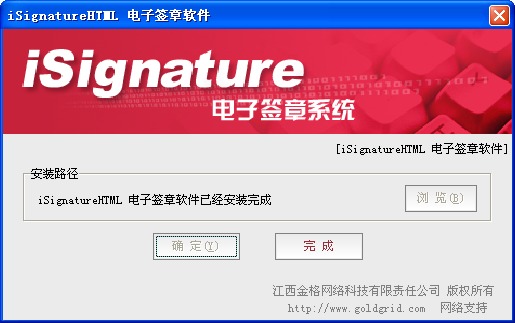 iSignatureHTML 电子签章软件
iSignature
电子签章系统
[iSignatureHTML 电子签章软件]
安装路径
iSignatureHTML 电子签章软件已经安装完成
浏 览(B)
确 定(Y)
完 成
江西金格网络科技有限责任公司 版权所有
http://www.goldgrid.com 网络支持